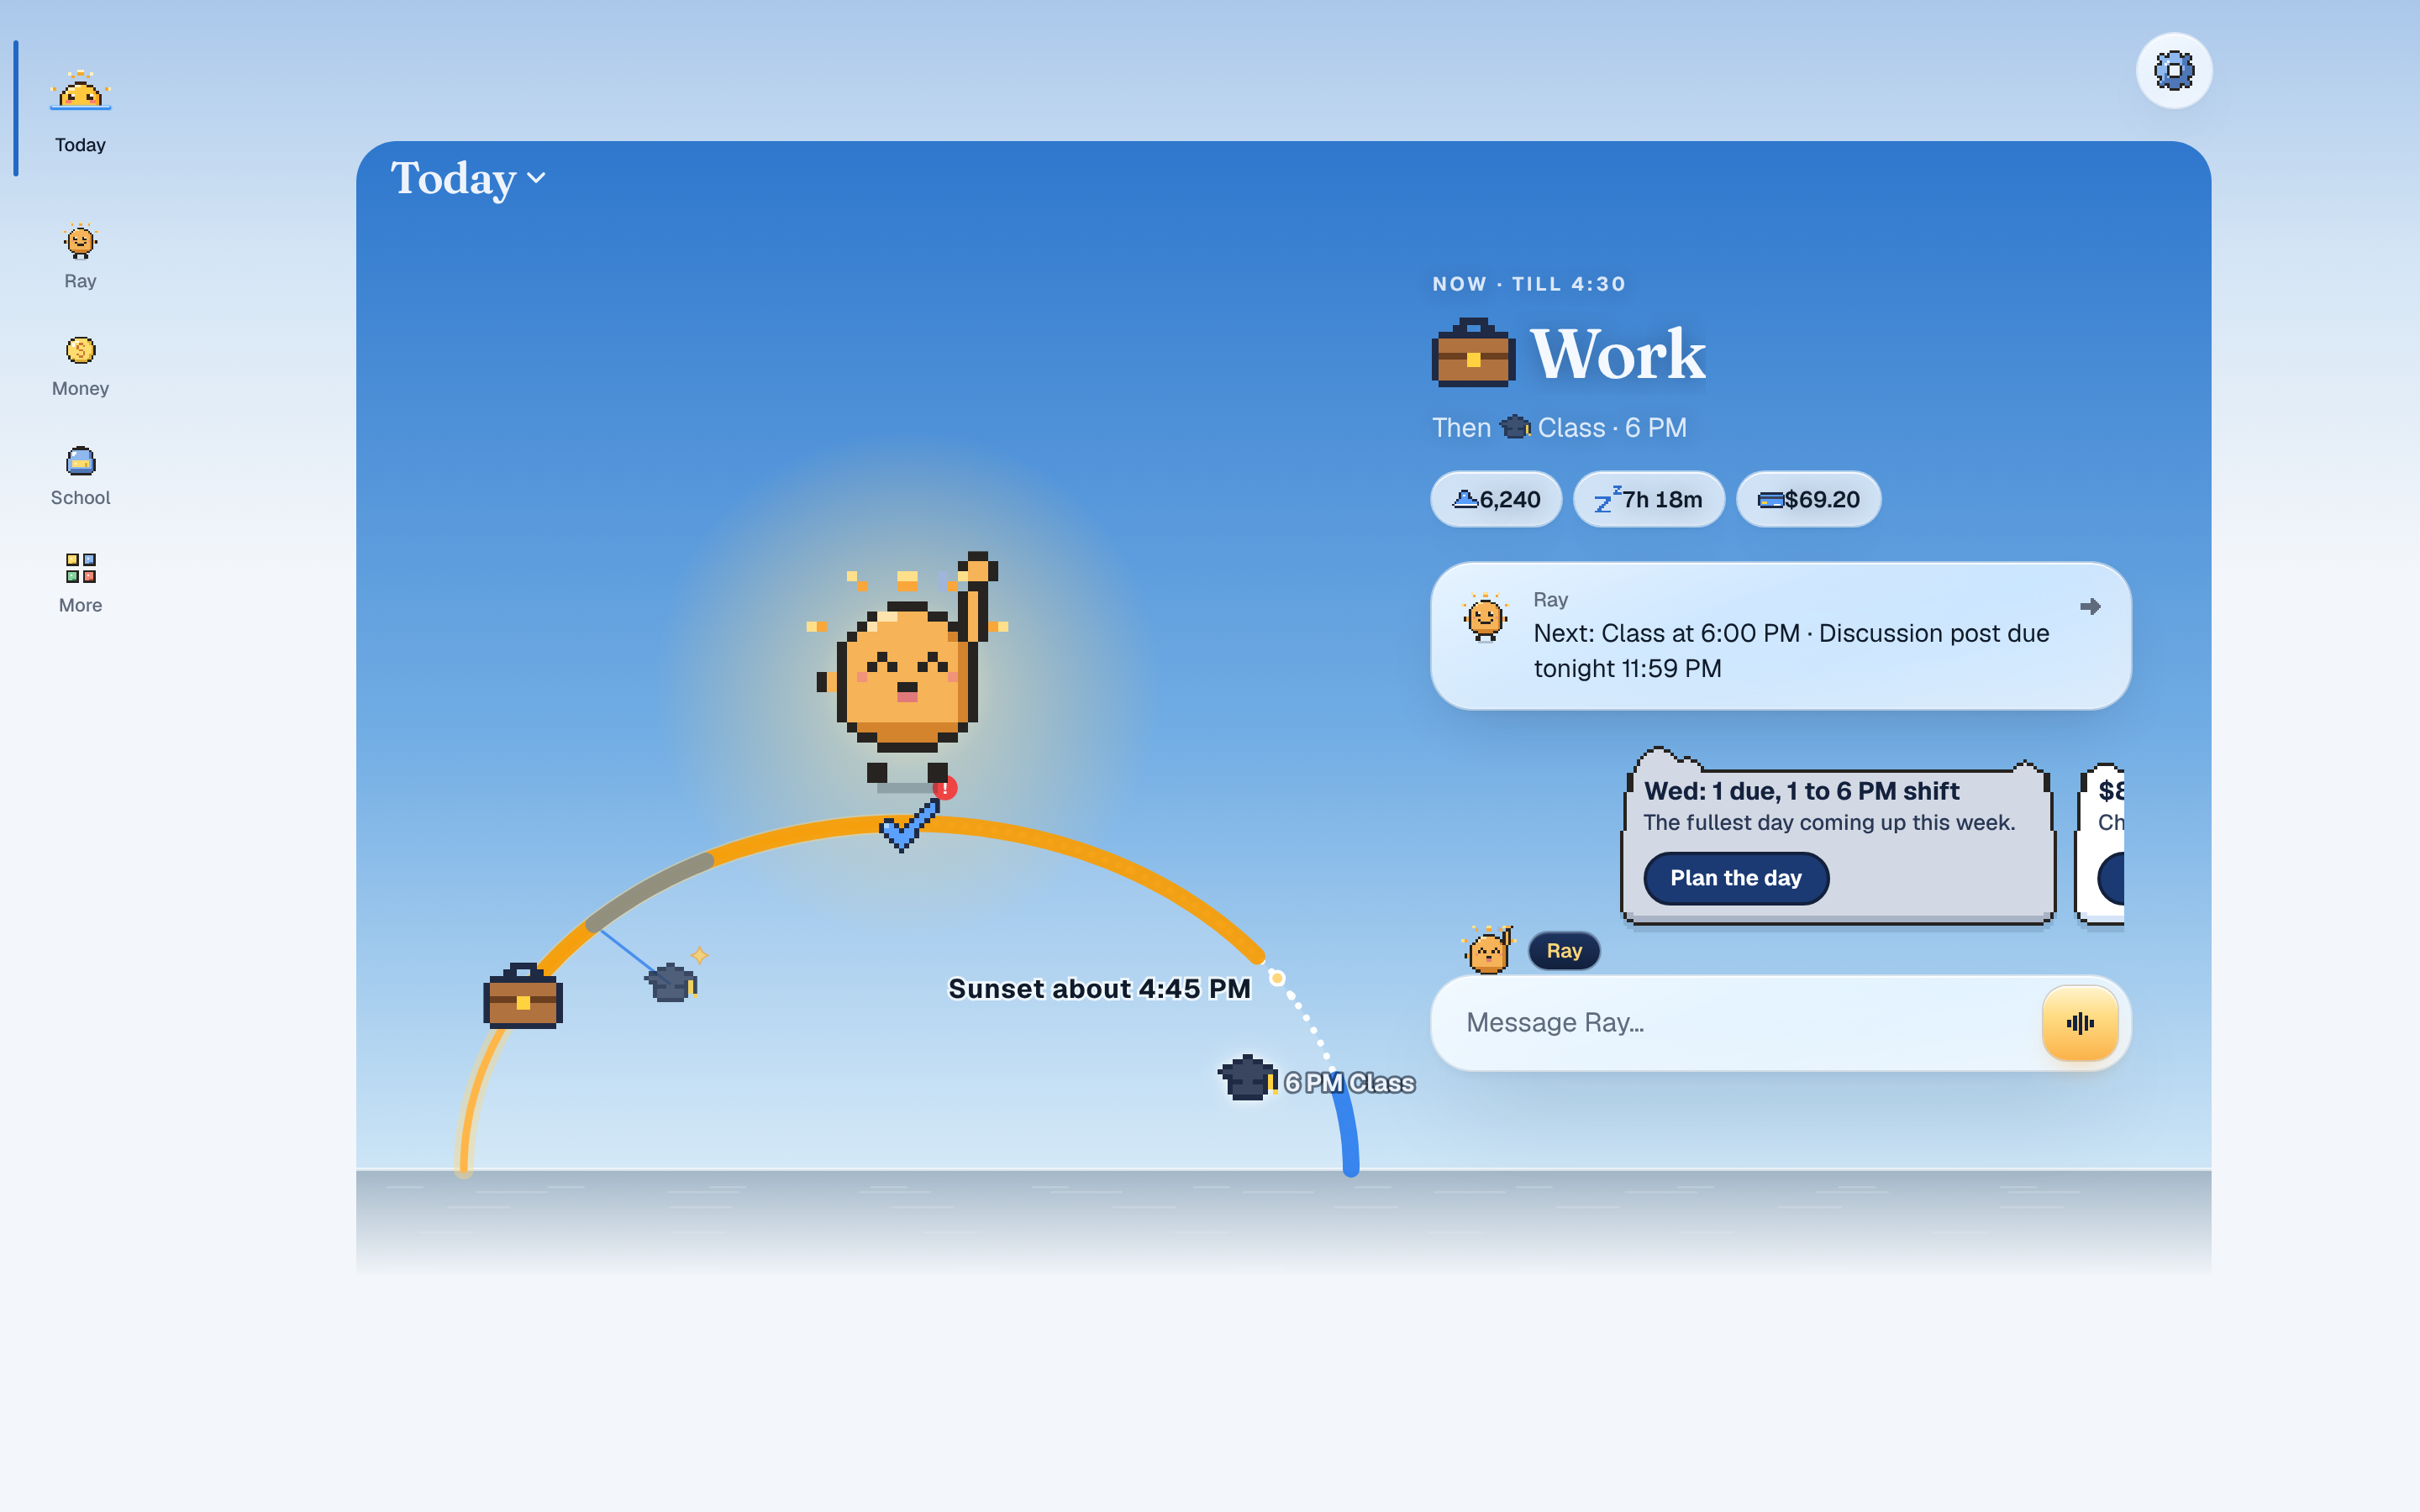 Today
Ray
Money
School
More
Today
NOW · TILL 4:30
Work
Then Class · 6 PM
6,240
7h 18m
$69.20
Ray
Next: Class at 6:00 PM · Discussion post due
tonight 11:59 PM
Wed: 1 due, 1 to 6 PM shift
The fullest day coming up this week.
Plan the day
Ray
Message Ray...
!
Sunset about 4:45 PM
6 PM Class